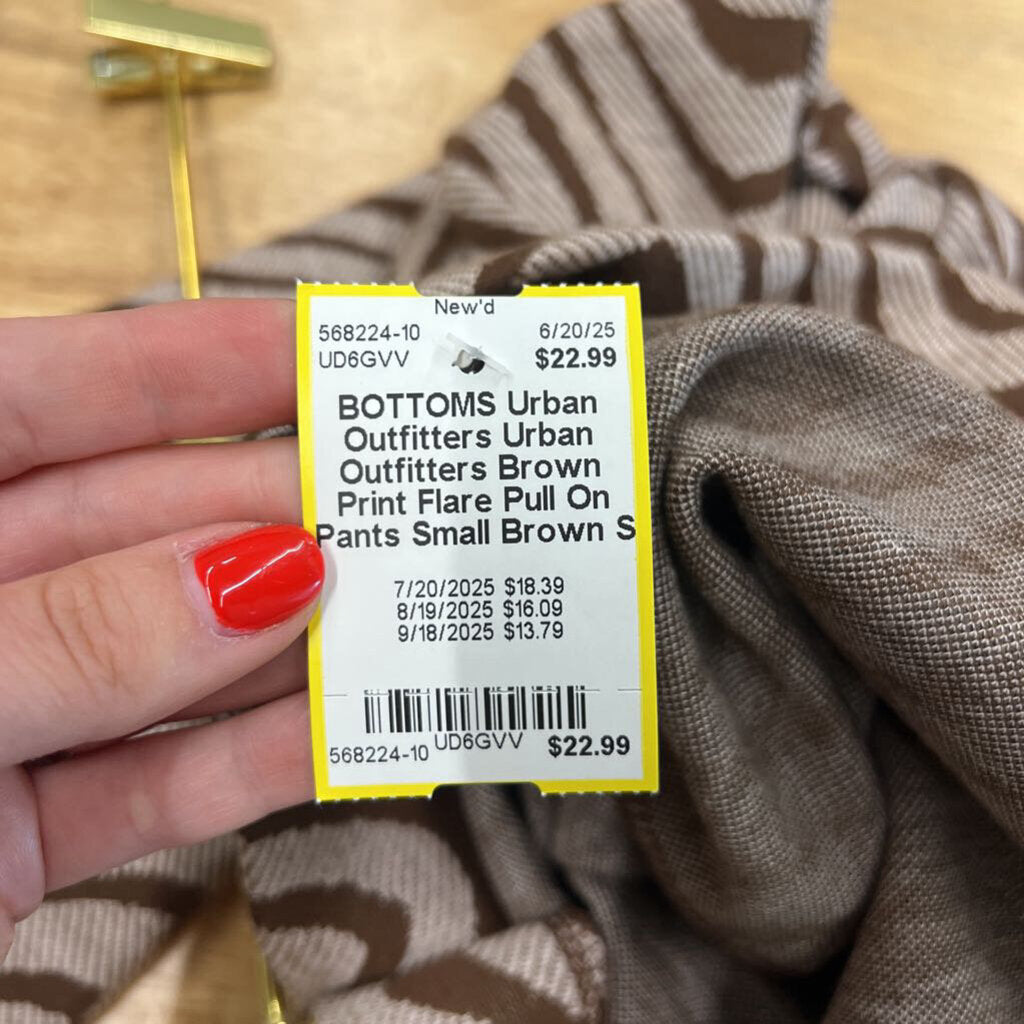 New'd
568224-10 6/20/25
UD6GVV $22.99
BOTTOMS Urban
Outfitters Urban
Outfitters Brown
Print Flare Pull On
Pants Small Brown S
7/20/2025 $18.39
8/19/2025 $16.09
9/18/2025 $13.79
568224-10 UD6GVV $22.99